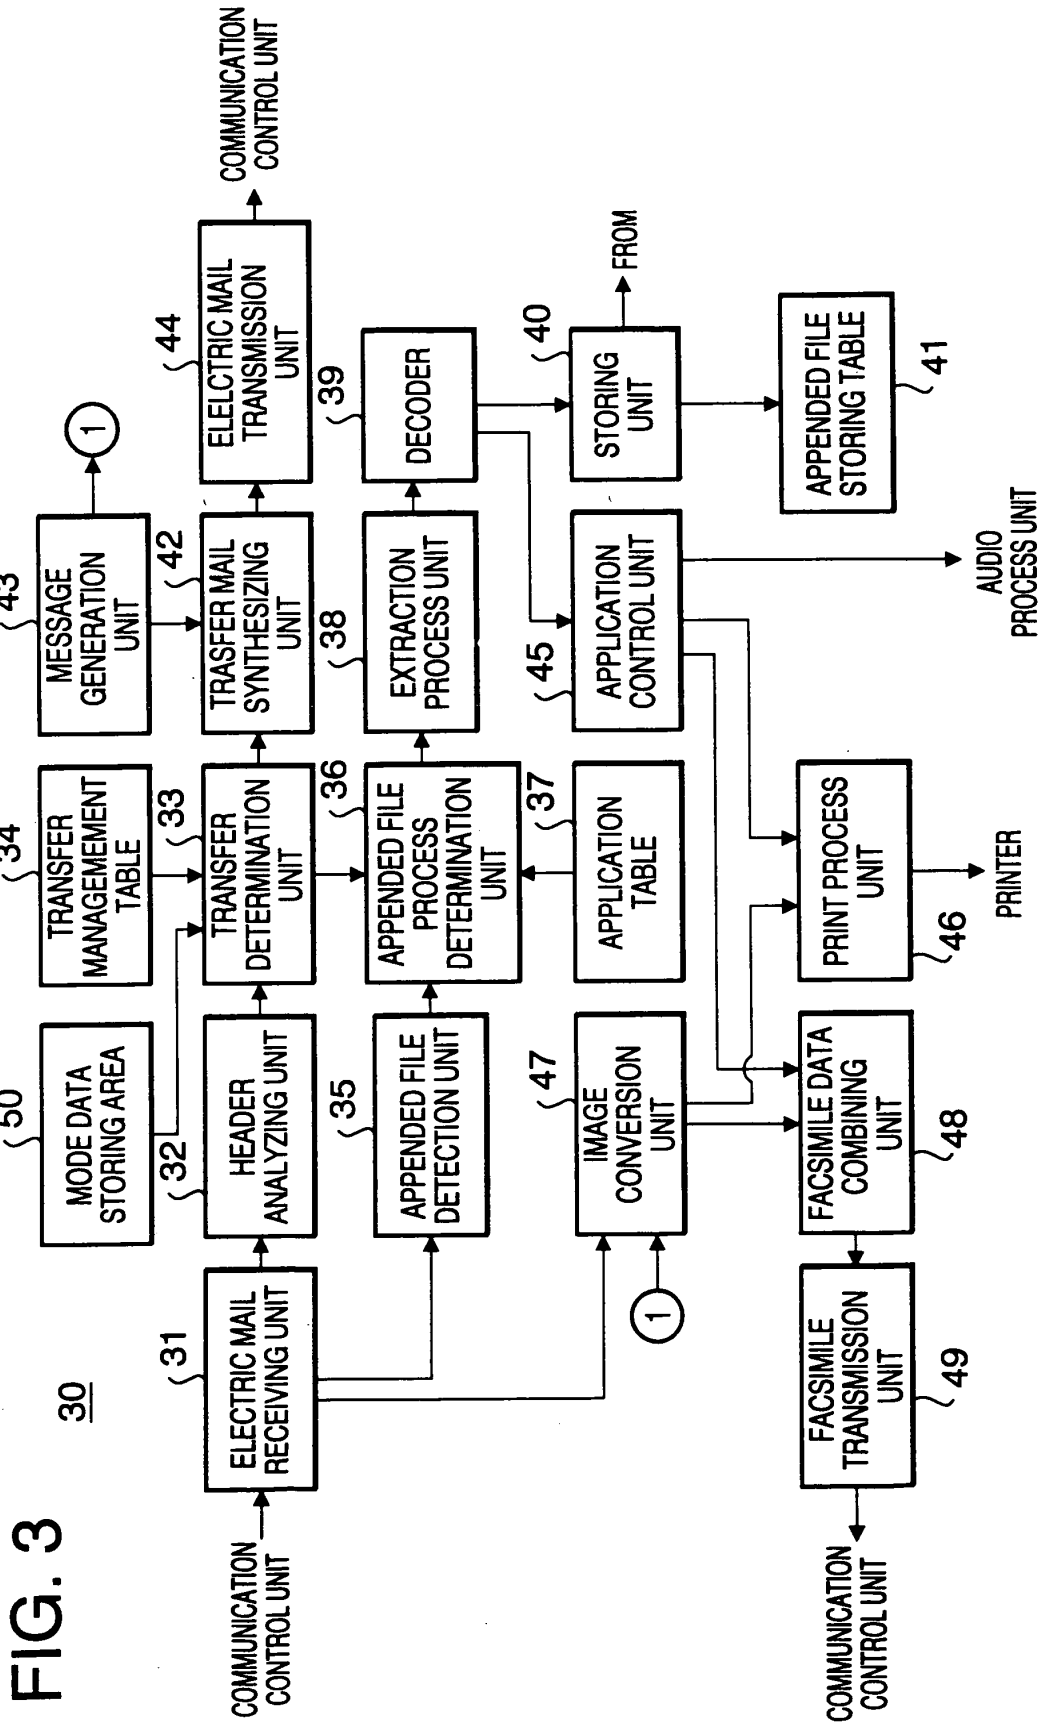 FIG. 3
30
50
MODE DATA
STORING AREA
34
TRANSFER
MANAGEMENT
TABLE
43
MESSAGE
GENERATION
UNIT
1
COMMUNICATION
CONTROL UNIT
31
ELECTRIC MAIL
RECEIVING UNIT
32
HEADER
ANALYZING UNIT
33
TRANSFER
DETERMINATION
UNIT
42
TRASFER MAIL
SYNTHESIZING
UNIT
44
ELELCTRIC MAIL
TRANSMISSION
UNIT
COMMUNICATION
CONTROL UNIT
35
APPENDED FILE
DETECTION UNIT
36
APPENDED FILE
PROCESS
DETERMINATION
UNIT
38
EXTRACTION
PROCESS UNIT
39
DECODER
1
47
IMAGE
CONVERSION
UNIT
37
APPLICATION
TABLE
45
APPLICATION
CONTROL UNIT
40
STORING
UNIT
FROM
COMMUNICATION
CONTROL UNIT
FACSIMILE
TRANSMISSION
UNIT
49
FACSIMILE DATA
COMBINING
UNIT
48
PRINT PROCESS
UNIT
46
APPENDED FILE
STORING TABLE
41
PRINTER
AUDIO
PROCESS UNIT